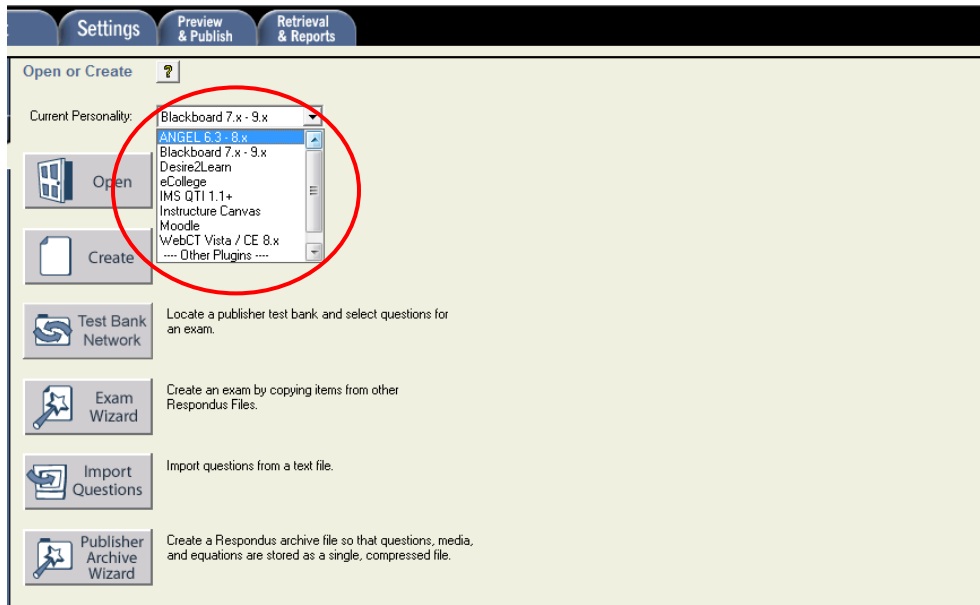 Settings
Preview
& Publish
Retrieval
& Reports
Open or Create
?
Current Personality:
Blackboard 7.x - 9.x
ANGEL 6.3 - 8.x
Blackboard 7.x - 9.x
Desire2Learn
eCollege
IMS QTI 1.1+
Instructure Canvas
Moodle
WebCT Vista / CE 8.x
---- Other Plugins ----
Open
Create
Test Bank
Network
Locate a publisher test bank and select questions for
an exam.
Exam
Wizard
Create an exam by copying items from other
Respondus Files.
Import
Questions
Import questions from a text file.
Publisher
Archive
Wizard
Create a Respondus archive file so that questions, media,
and equations are stored as a single, compressed file.